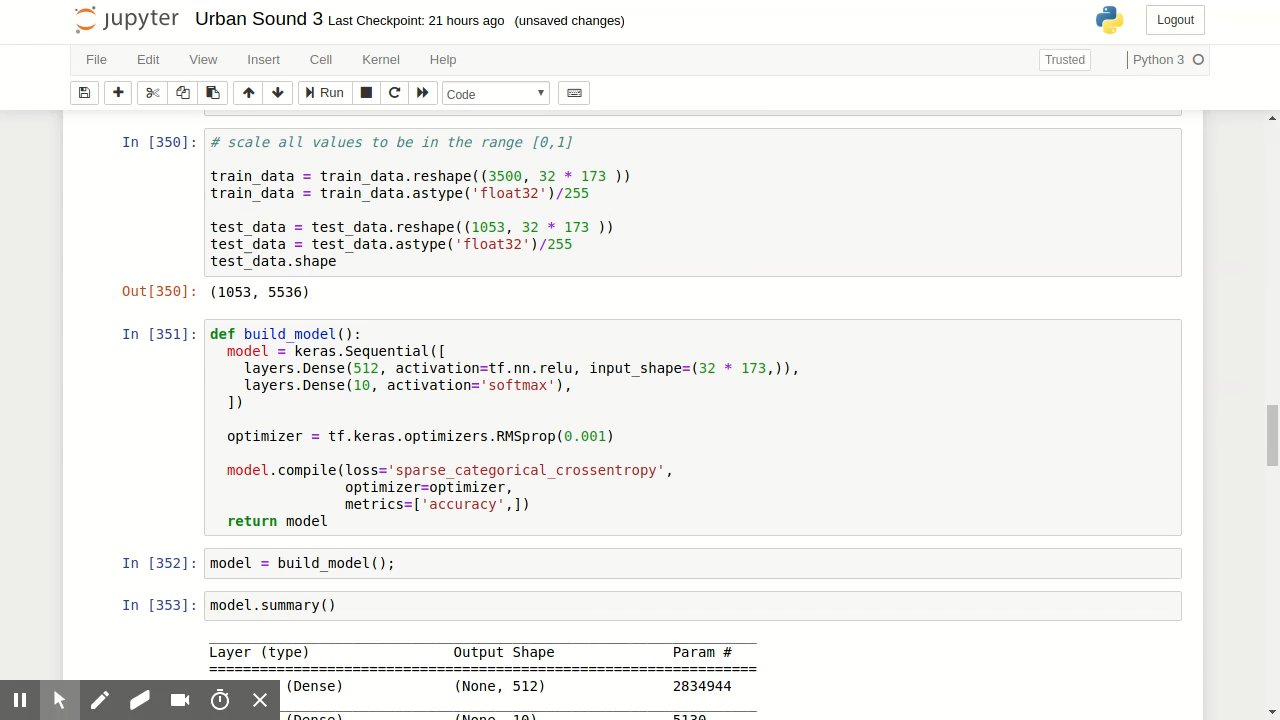 jupyter Urban Sound 3 Last Checkpoint: 21 hours ago (unsaved changes) Logout
File Edit View Insert Cell Kernel Help Trusted Python 3
Run Code
In [350]: # scale all values to be in the range [0,1]
train_data = train_data.reshape((3500, 32 * 173 ))
train_data = train_data.astype('float32')/255
test_data = test_data.reshape((1053, 32 * 173 ))
test_data = test_data.astype('float32')/255
test_data.shape
Out[350]: (1053, 5536)
In [351]: def build_model():
model = keras.Sequential([
layers.Dense(512, activation=tf.nn.relu, input_shape=(32 * 173,)),
layers.Dense(10, activation='softmax'),
])
optimizer = tf.keras.optimizers.RMSprop(0.001)
model.compile(loss='sparse_categorical_crossentropy',
optimizer=optimizer,
metrics=['accuracy',])
return model
In [352]: model = build_model();
In [353]: model.summary()
Layer (type) Output Shape Param #
(Dense) (None, 512) 2834944
(Dense) (None, 10) 5130